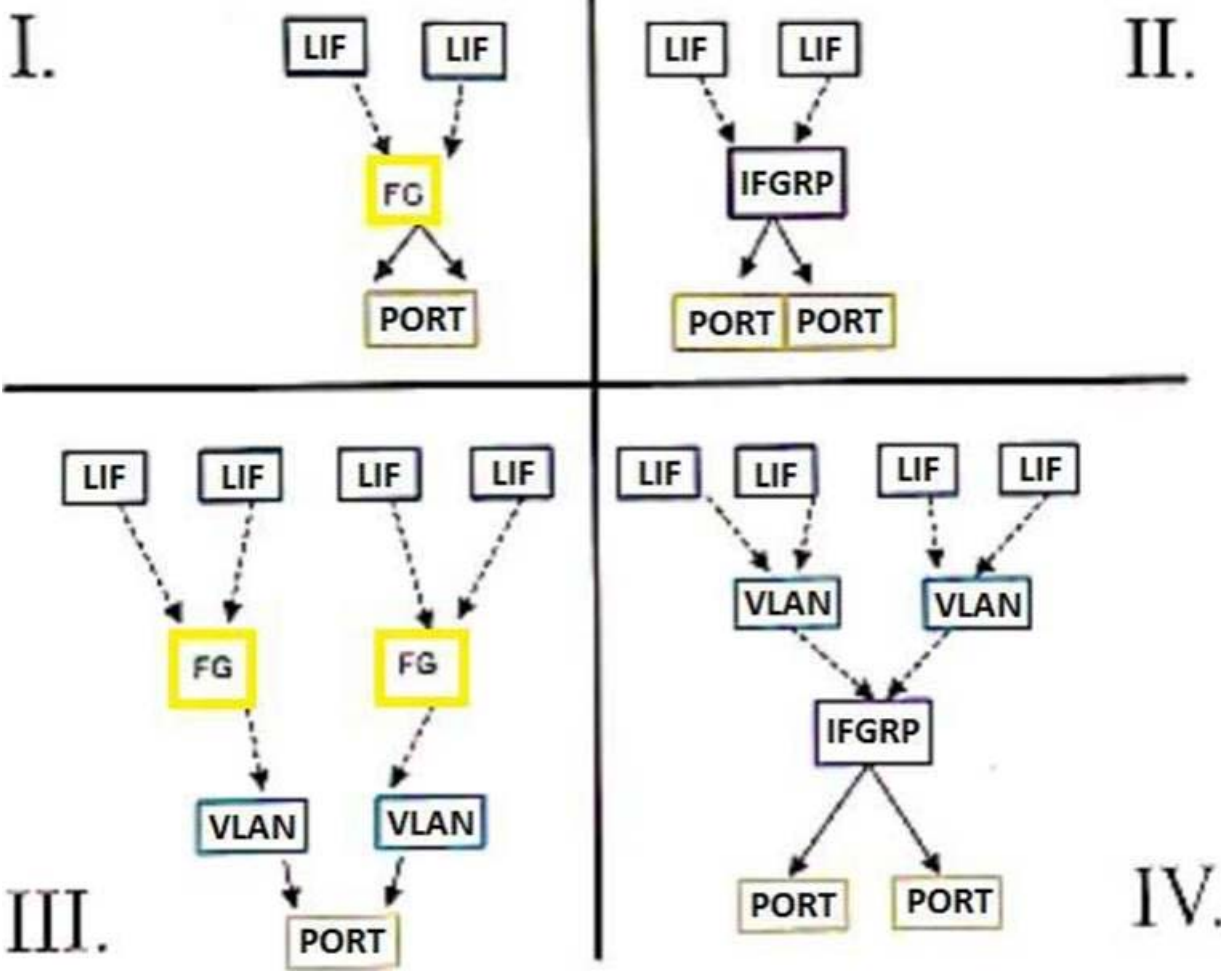 I.
LIF LIF
FG
PORT
II.
LIF LIF
IFGRP
PORT PORT
LIF LIF LIF LIF
FG FG
VLAN VLAN
PORT
III.
LIF LIF LIF LIF
VLAN VLAN
IFGRP
PORT PORT
IV.